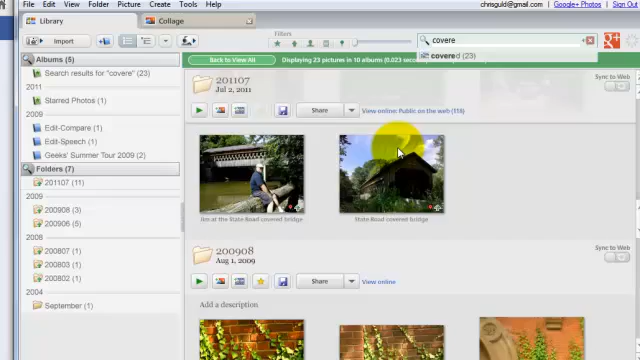 File Edit View Folder Picture Create Tools Help
chrisguld@gmail.com | Google+ Photos | Sign Out
Library
Collage
Import
Filters
covere
covered (23)
Back to View All
Displaying 23 pictures in 10 albums (0.023 seconds)
Albums (5)
Search results for "covere" (23)
2011
Starred Photos (1)
2009
Edit-Compare (1)
Edit-Speech (1)
Geeks' Summer Tour 2009 (2)
Folders (7)
201107 (11)
2009
200908 (3)
200906 (5)
2008
200807 (1)
200803 (1)
200802 (1)
2004
September (1)
201107
Jul 2, 2011
Sync to Web
Share
View online: Public on the web (118)
Jim at the State Road covered bridge
State Road covered bridge
200908
Aug 1, 2009
Sync to Web
Share
View online
Add a description